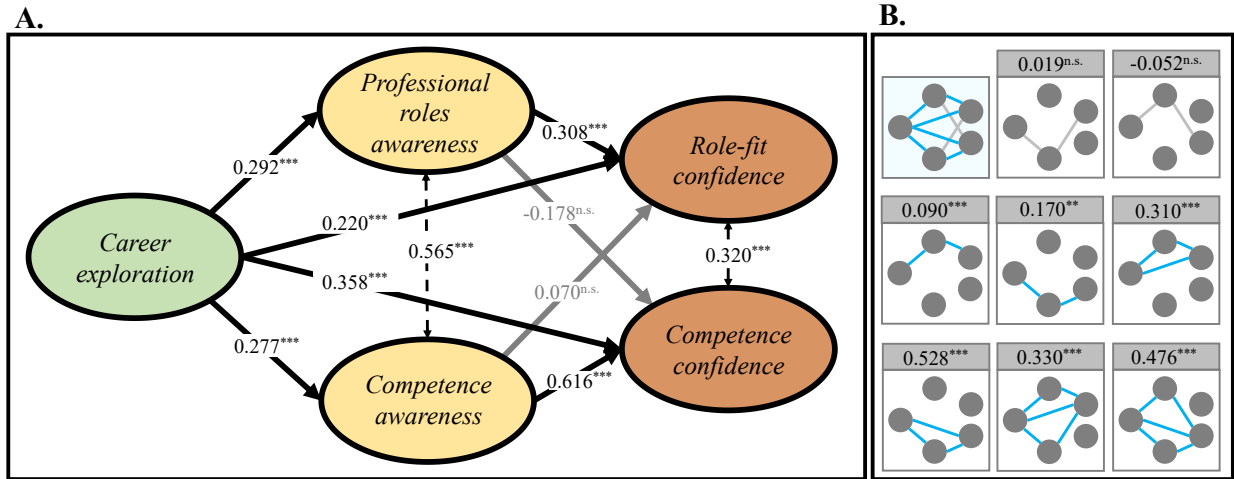 A.
Professional
roles
awareness
0.308***
Role-fit
confidence
0.292***
-0.178n.s.
0.220***
Career
exploration
0.565***
0.320***
0.358***
0.070n.s.
0.277***
Competence
awareness
0.616***
Competence
confidence
B.
0.019n.s.
-0.052n.s.
0.090***
0.170**
0.310***
0.528***
0.330***
0.476***